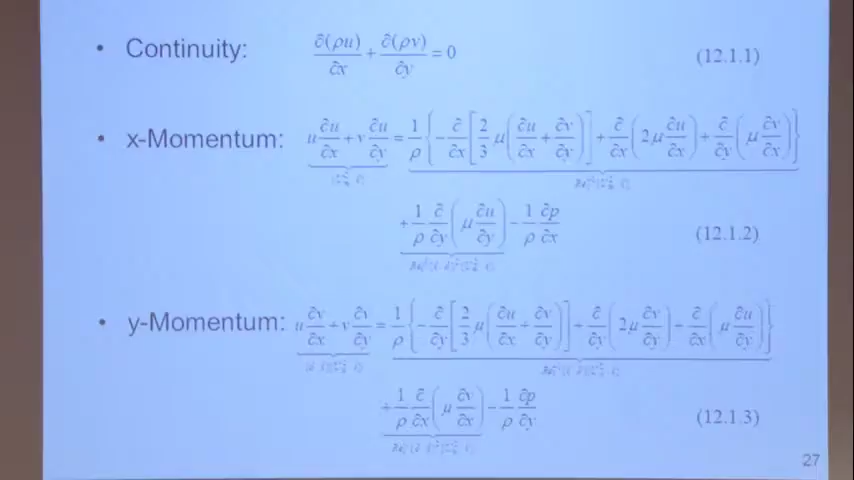 • Continuity: ∂(ρu)/∂x + ∂(ρv)/∂y = 0 (12.1.1)
• x-Momentum: u ∂u/∂x + v ∂u/∂y = 1/ρ { −∂/∂x [ 2/3 μ ( ∂u/∂x + ∂v/∂y ) ] + ∂/∂x ( 2μ ∂u/∂x ) + ∂/∂y ( μ ∂v/∂x ) }
+ 1/ρ ∂/∂y ( μ ∂u/∂y ) − 1/ρ ∂p/∂x (12.1.2)
• y-Momentum: u ∂v/∂x + v ∂v/∂y = 1/ρ { −∂/∂y [ 2/3 μ ( ∂u/∂x + ∂v/∂y ) ] + ∂/∂y ( 2μ ∂v/∂y ) + ∂/∂x ( μ ∂u/∂y ) }
+ 1/ρ ∂/∂x ( μ ∂v/∂x ) − 1/ρ ∂p/∂y (12.1.3)
27